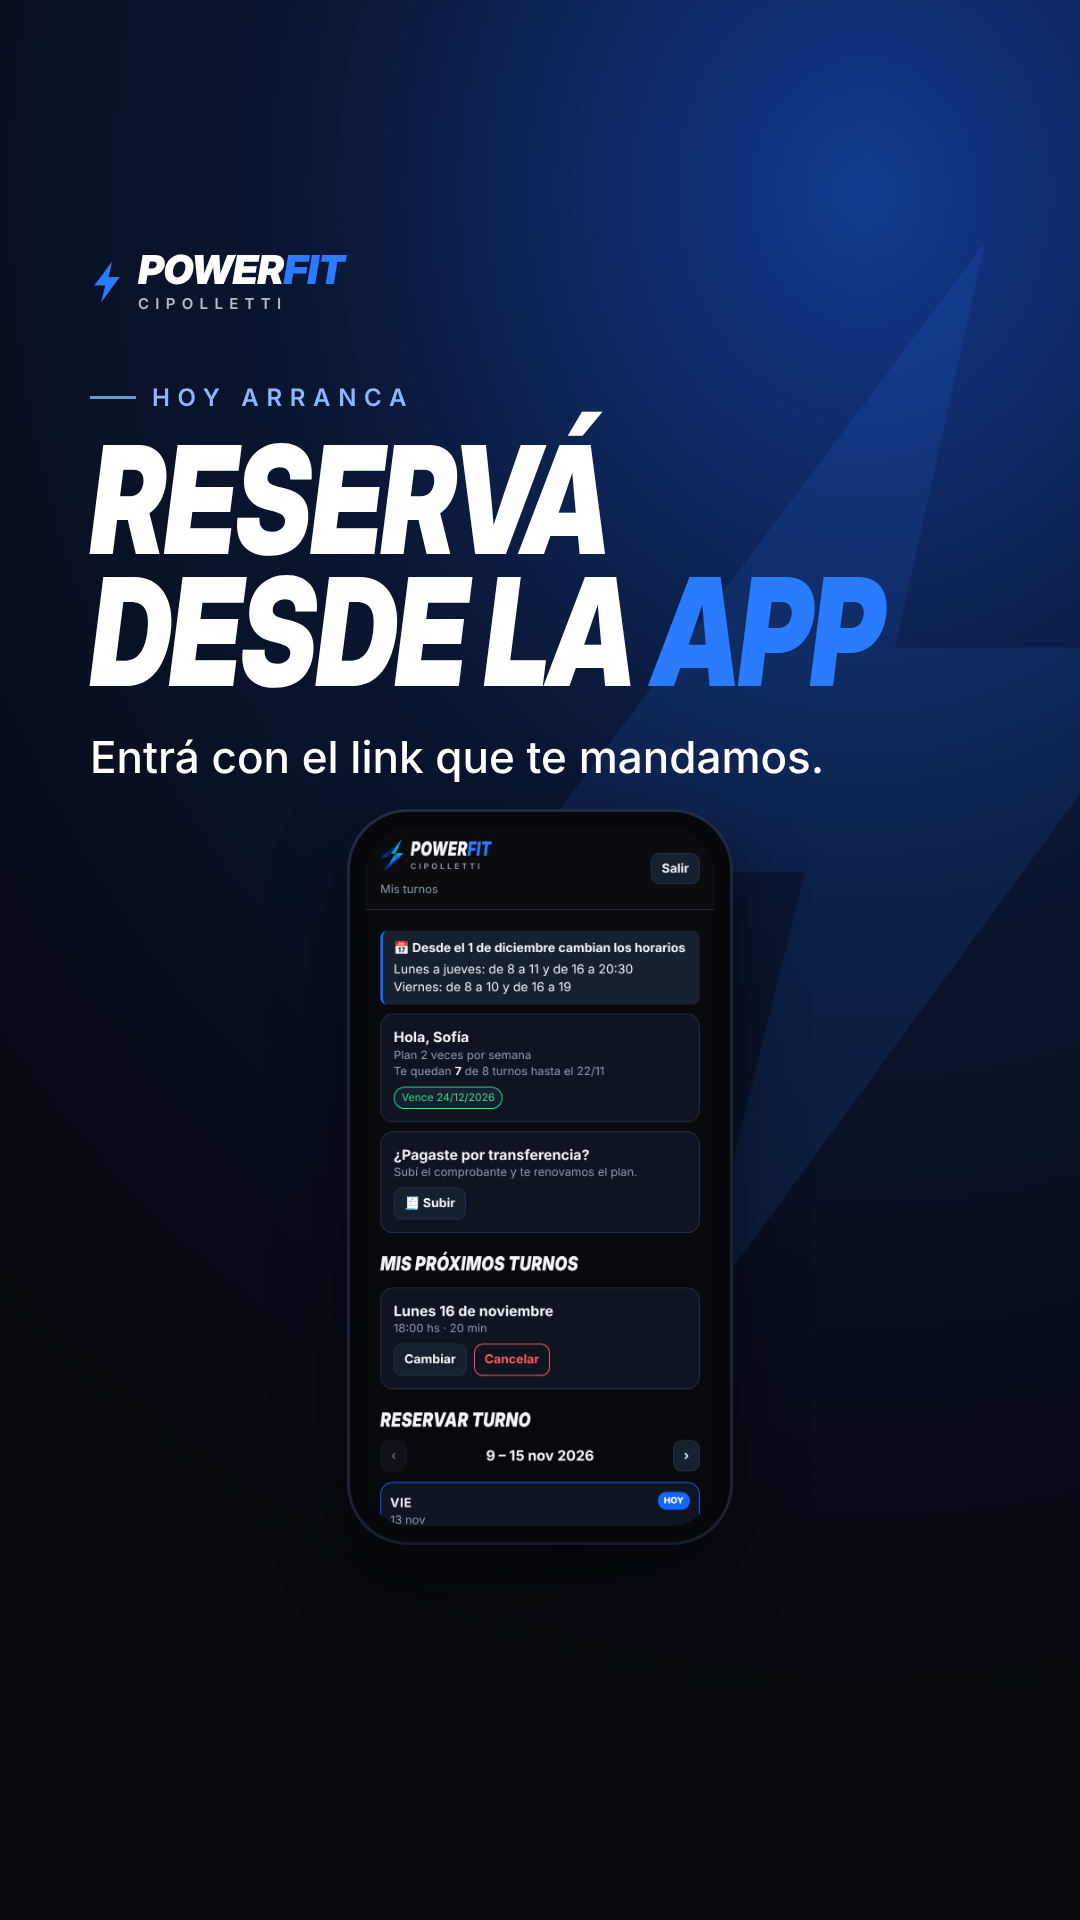 POWERFIT
CIPOLLETTI
HOY ARRANCA
RESERVÁ
DESDE LA APP
Entrá con el link que te mandamos.
POWERFIT
CIPOLLETTI
Salir
Mis turnos
📅 Desde el 1 de diciembre cambian los horarios
Lunes a jueves: de 8 a 11 y de 16 a 20:30
Viernes: de 8 a 10 y de 16 a 19
Hola, Sofía
Plan 2 veces por semana
Te quedan 7 de 8 turnos hasta el 22/11
Vence 24/12/2026
¿Pagaste por transferencia?
Subí el comprobante y te renovamos el plan.
🧾 Subir
MIS PRÓXIMOS TURNOS
Lunes 16 de noviembre
18:00 hs · 20 min
Cambiar Cancelar
RESERVAR TURNO
‹ 9 – 15 nov 2026 ›
VIE HOY
13 nov